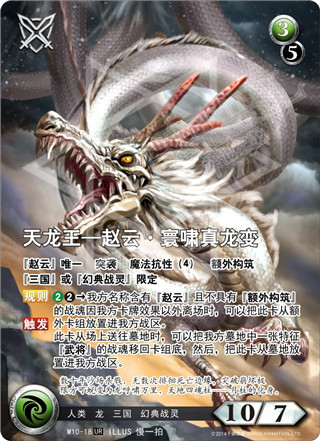 3
5
天龙王—赵云·寰啸真龙变
『赵云』唯一 突袭 魔法抗性(4) 额外构筑
『三国』或『幻典战灵』限定
规则 2 2 →我方名称含有『赵云』且不具有『额外构筑』
的战魂因我方卡牌效果以外离场时,可以把此卡从额
外卡组放置进我方战区。
触发 此卡从场上送往墓地时,可以把我方墓地中一张特征
『武将』的战魂移回卡组底,然后,把此卡从墓地放
置进我方战区。
人类 龙 三国 幻典战灵
W10-18 UR ILLUS 慢一拍
10/7